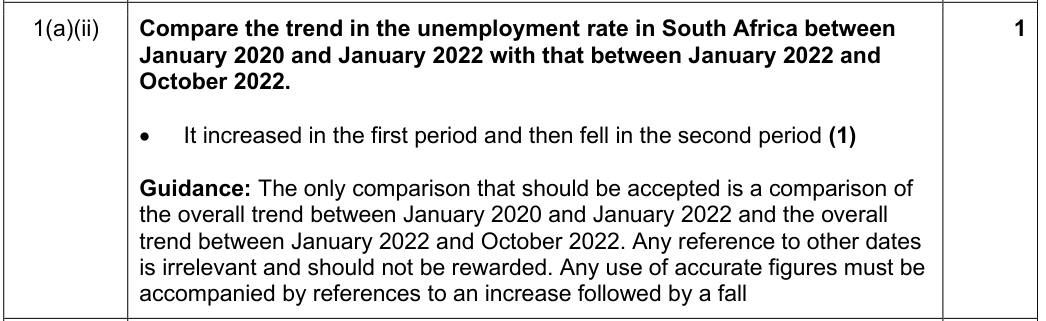 1(a)(ii)
Compare the trend in the unemployment rate in South Africa between
January 2020 and January 2022 with that between January 2022 and
October 2022.
1
• It increased in the first period and then fell in the second period (1)
Guidance: The only comparison that should be accepted is a comparison of
the overall trend between January 2020 and January 2022 and the overall
trend between January 2022 and October 2022. Any reference to other dates
is irrelevant and should not be rewarded. Any use of accurate figures must be
accompanied by references to an increase followed by a fall